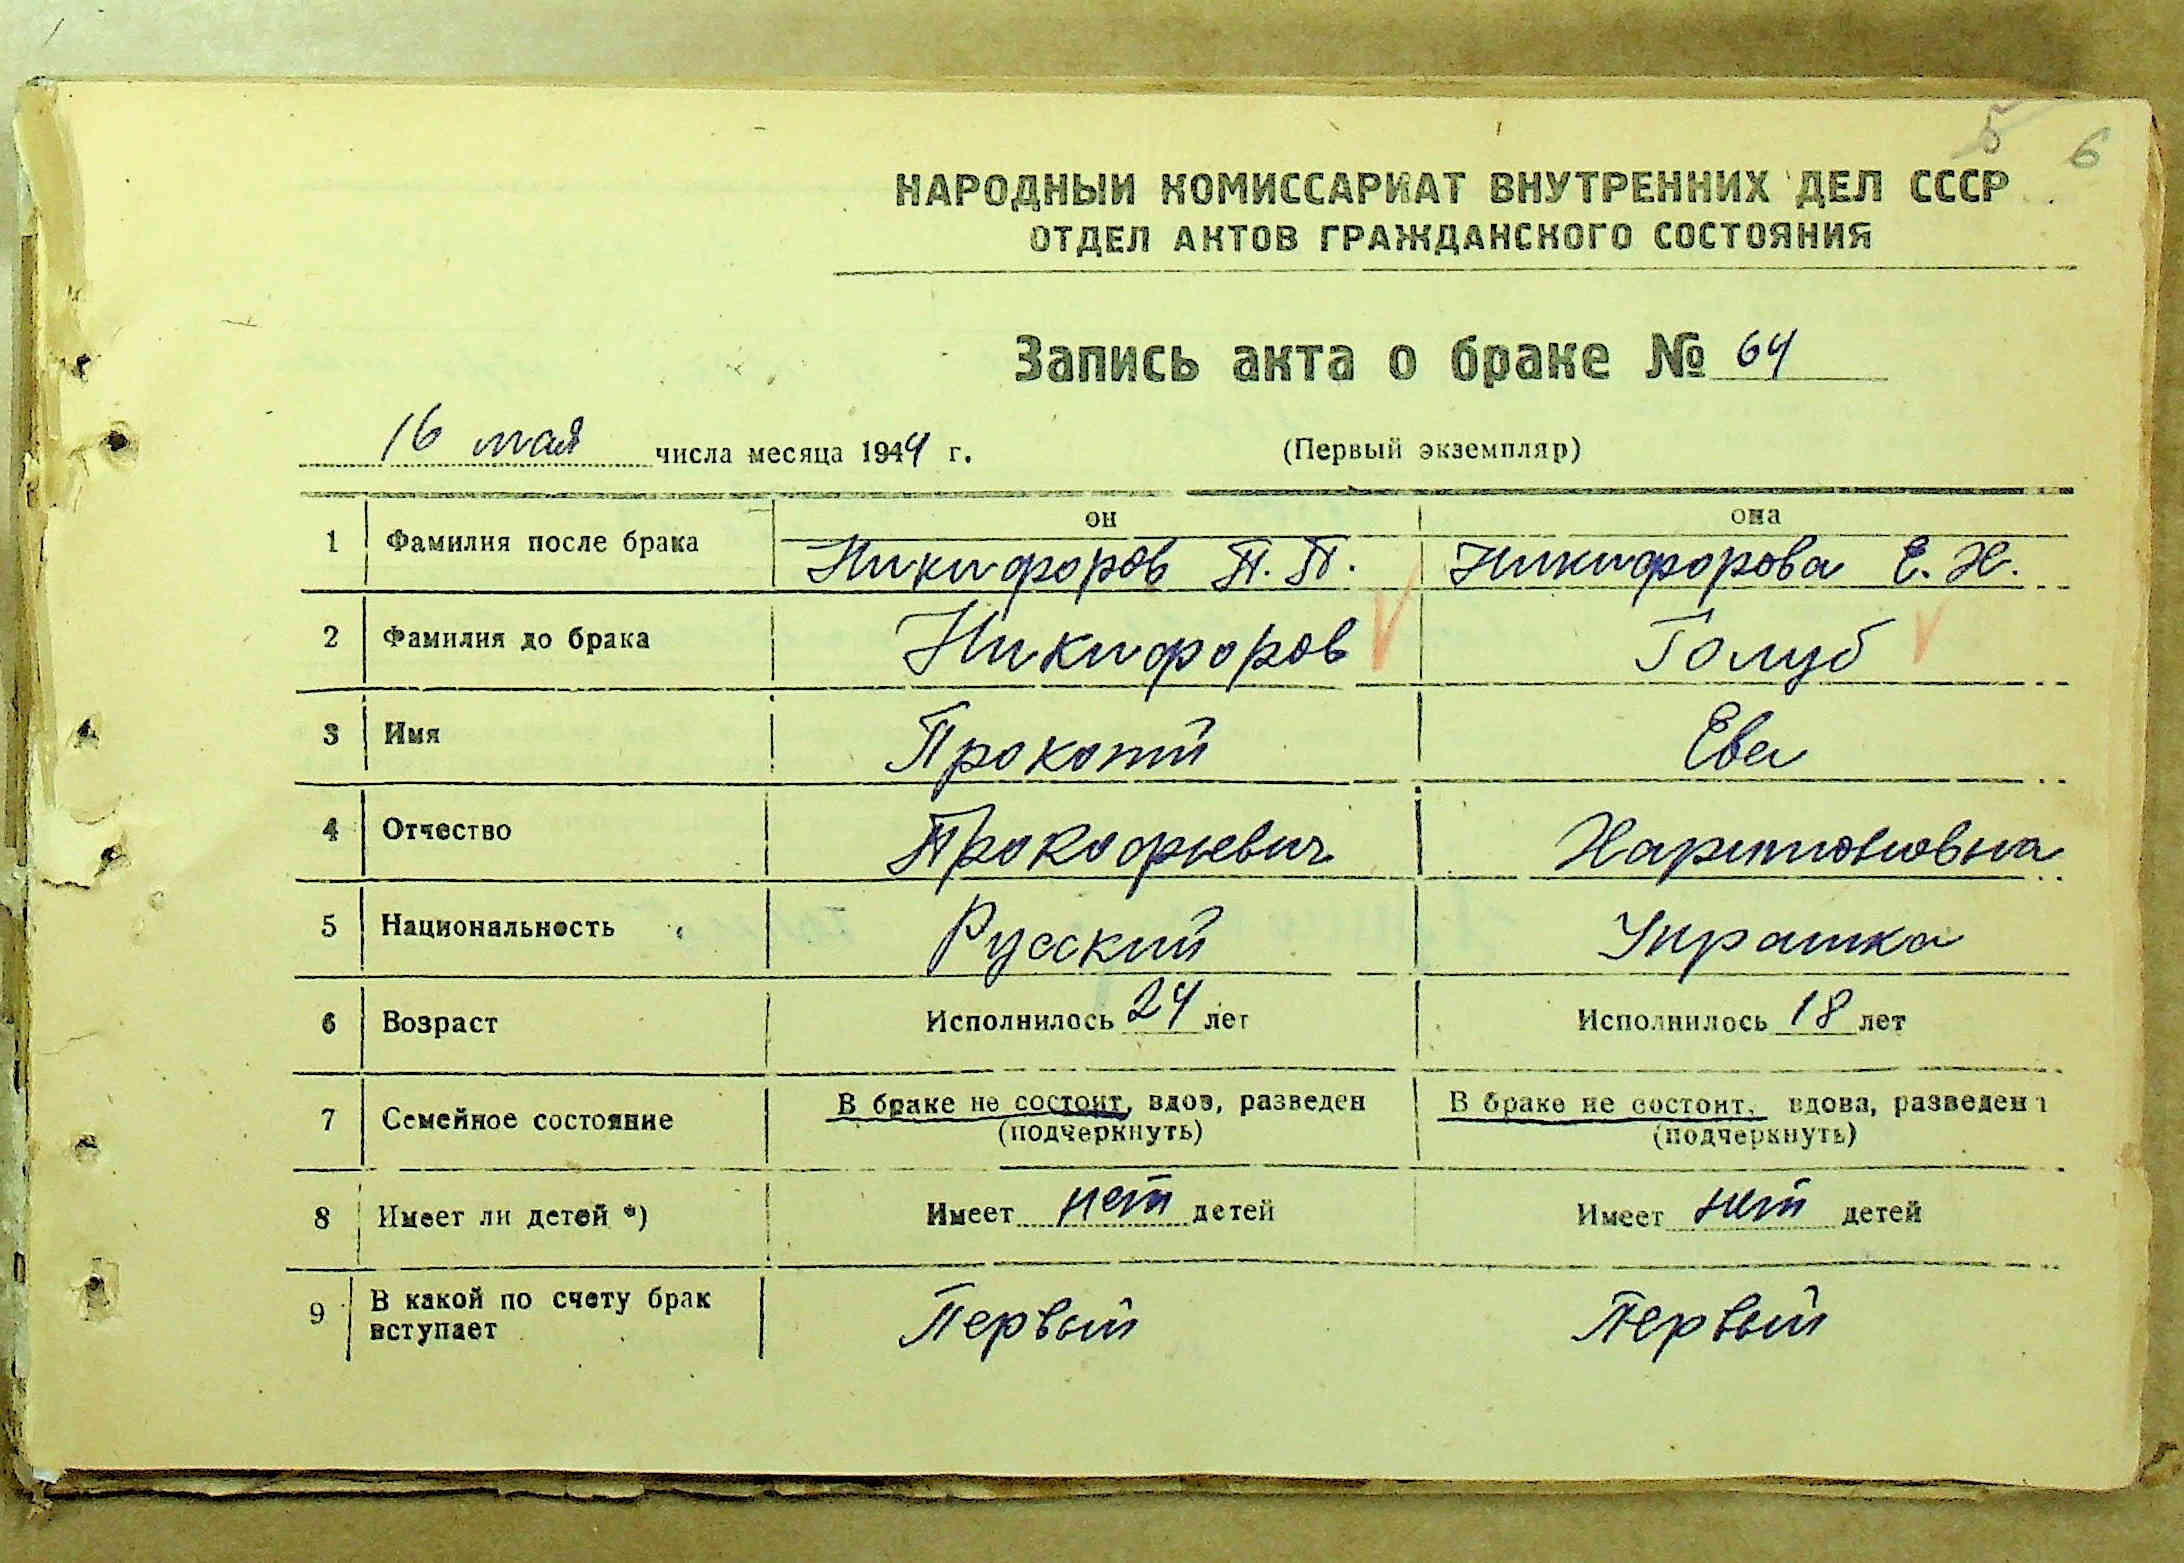 5 6
НАРОДНЫЙ КОМИССАРИАТ ВНУТРЕННИХ ДЕЛ СССР
ОТДЕЛ АКТОВ ГРАЖДАНСКОГО СОСТОЯНИЯ
Запись акта о браке № 64
16 мая числа месяца 1944 г. (Первый экземпляр)
он она
1 Фамилия после брака Никифоров П.П. Никифорова Е.Х.
2 Фамилия до брака Никифоров Голуб
3 Имя Прокопий Ева
4 Отчество Прокофьевич Харитоновна
5 Национальность Русский Украинка
6 Возраст Исполнилось 24 лет Исполнилось 18 лет
7 Семейное состояние В браке не состоит, вдов, разведен В браке не состоит, вдова, разведена
(подчеркнуть) (подчеркнуть)
8 Имеет ли детей *) Имеет нет детей Имеет нет детей
9 В какой по счету брак вступает Первый Первый